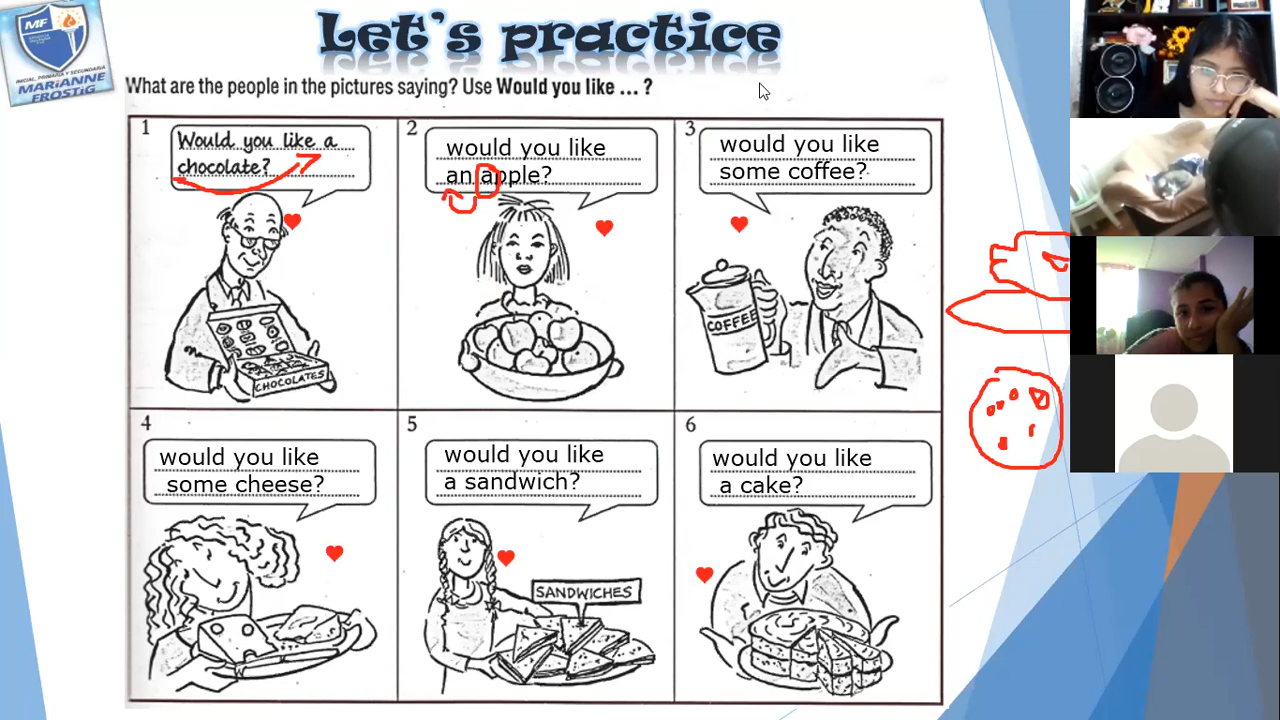 MF
INICIAL, PRIMARIA Y SECUNDARIA
MARIANNE
FROSTIG
Let's practice
What are the people in the pictures saying? Use Would you like ... ?
1
Would you like a
chocolate?
CHOCOLATES
2
would you like
an apple?
3
would you like
some coffee?
COFFEE
4
would you like
some cheese?
5
would you like
a sandwich?
SANDWICHES
6
would you like
a cake?